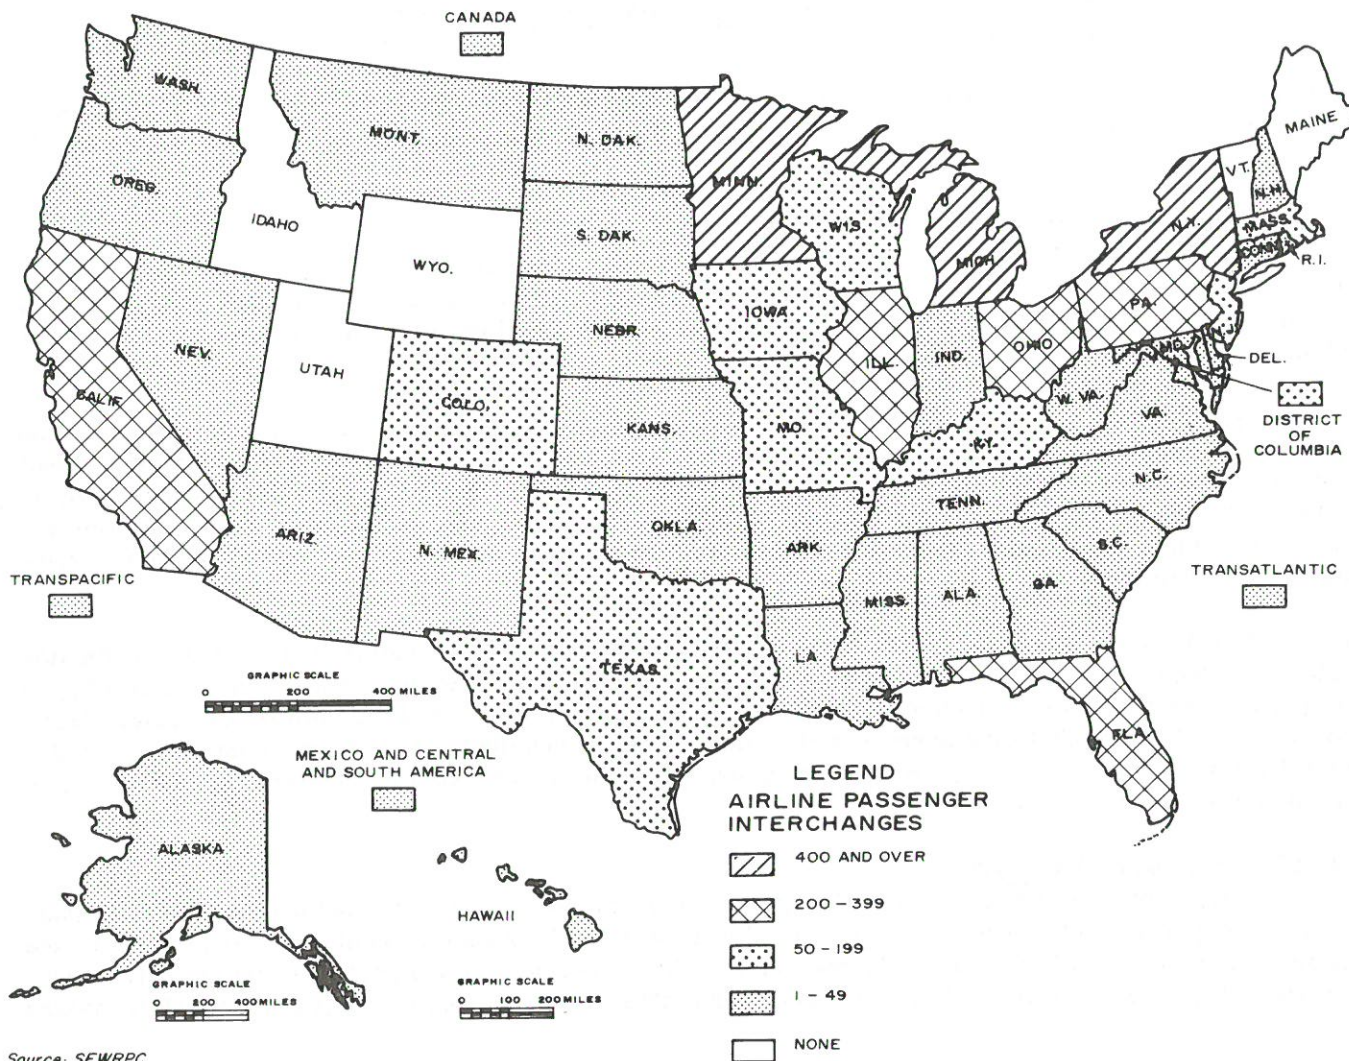 CANADA
WASH.
MONT.
N. DAK.
MINN.
OREG.
IDAHO
S. DAK.
WIS.
MICH.
N.Y.
VT.
MAINE
N.H.
MASS.
CONN.
R.I.
WYO.
NEBR.
IOWA
PA.
N.J.
NEV.
UTAH
COLO.
KANS.
MO.
ILL.
IND.
OHIO
MD.
DEL.
W. VA.
VA.
KY.
DISTRICT
OF
COLUMBIA
CALIF.
ARIZ.
N. MEX.
OKLA.
ARK.
TENN.
N.C.
S.C.
TRANSPACIFIC
TRANSATLANTIC
MISS.
ALA.
GA.
LA.
TEXAS
FLA.
GRAPHIC SCALE
0 200 400 MILES
MEXICO AND CENTRAL
AND SOUTH AMERICA
ALASKA
GRAPHIC SCALE
0 200 400 MILES
HAWAII
GRAPHIC SCALE
0 100 200 MILES
LEGEND
AIRLINE PASSENGER
INTERCHANGES
400 AND OVER
200 – 399
50 – 199
1 – 49
NONE
Source: SEWRPC